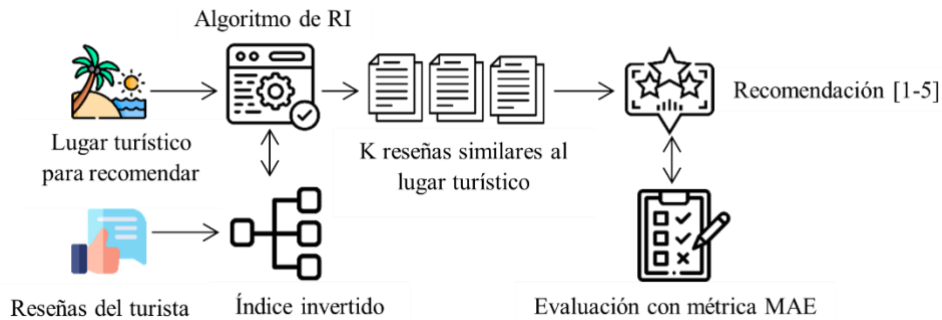 Algoritmo de RI
Recomendación [1-5]
Lugar turístico
para recomendar
K reseñas similares al
lugar turístico
Reseñas del turista
Índice invertido
Evaluación con métrica MAE